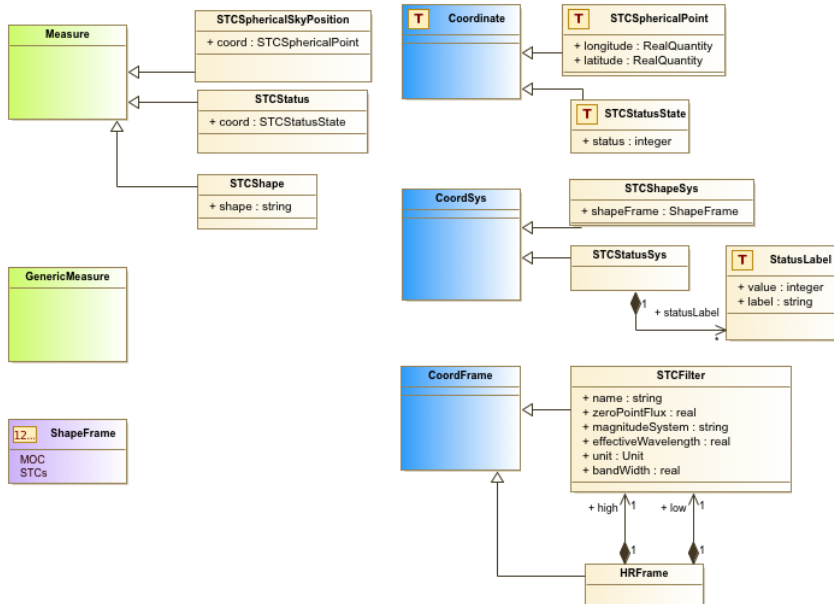 Measure
STCSphericalSkyPosition
+ coord : STCSphericalPoint
STCStatus
+ coord : STCStatusState
STCShape
+ shape : string
T Coordinate
T STCSphericalPoint
+ longitude : RealQuantity
+ latitude : RealQuantity
T STCStatusState
+ status : integer
CoordSys
STCShapeSys
+ shapeFrame : ShapeFrame
STCStatusSys
T StatusLabel
+ value : integer
+ label : string
1
+ statusLabel
*
GenericMeasure
12... ShapeFrame
MOC
STCs
CoordFrame
STCFilter
+ name : string
+ zeroPointFlux : real
+ magnitudeSystem : string
+ effectiveWavelength : real
+ unit : Unit
+ bandWidth : real
+ high 1
+ low 1
1 1
HRFrame